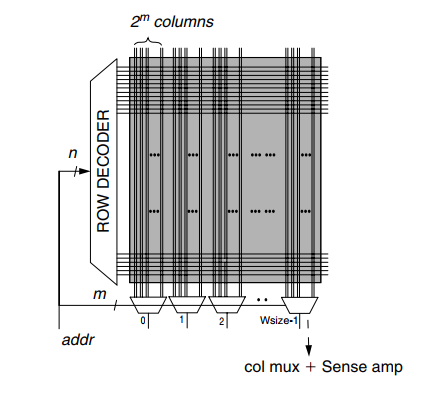 2^m columns
n
ROW DECODER
m
0
1
2
Wsize-1
addr
col mux + Sense amp